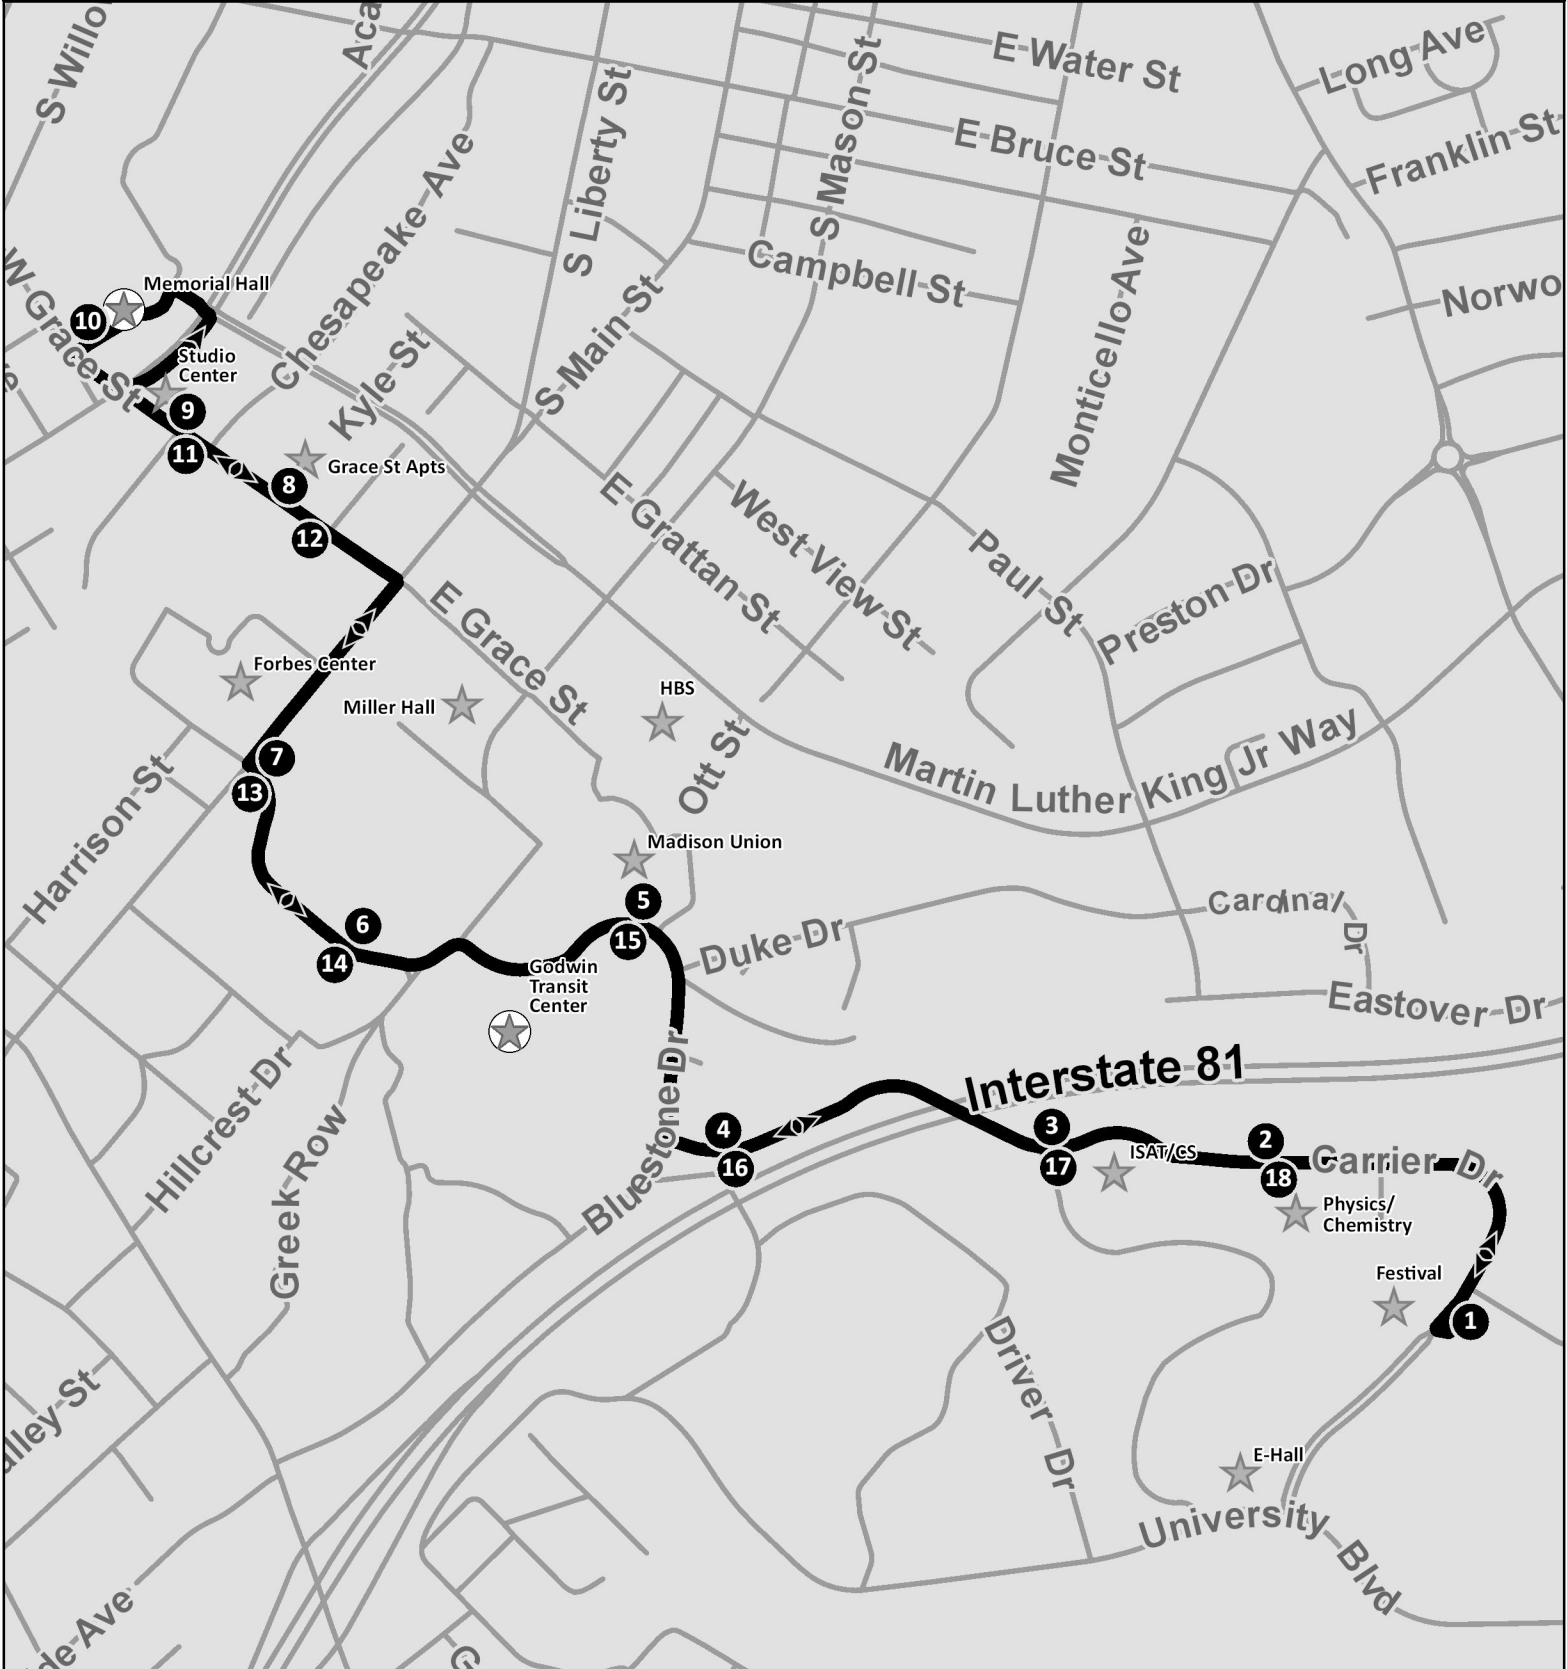 S Willo
Aca
E Water St
Long Ave
S Mason St
S Liberty St
E Bruce St
Franklin St
Chesapeake Ave
W Grace St
Memorial Hall
10
Campbell St
Monticello Ave
Norwo
S Main St
Studio
Center
Kyle St
9
11
Grace St Apts
8
12
E Grattan St
West View St
Paul St
Preston Dr
E Grace St
Forbes Center
Miller Hall
HBS
Ott St
Martin Luther King Jr Way
7
13
Harrison St
Madison Union
5
15
6
14
Duke Dr
Cardinal Dr
Godwin
Transit
Center
Eastover Dr
Hillcrest Dr
Greek Row
Bluestone Dr
Interstate 81
4
16
3
17
ISAT/CS
2
18
Carrier Dr
Physics/
Chemistry
Festival
1
Driver Dr
alley St
E-Hall
University Blvd
de Ave
G